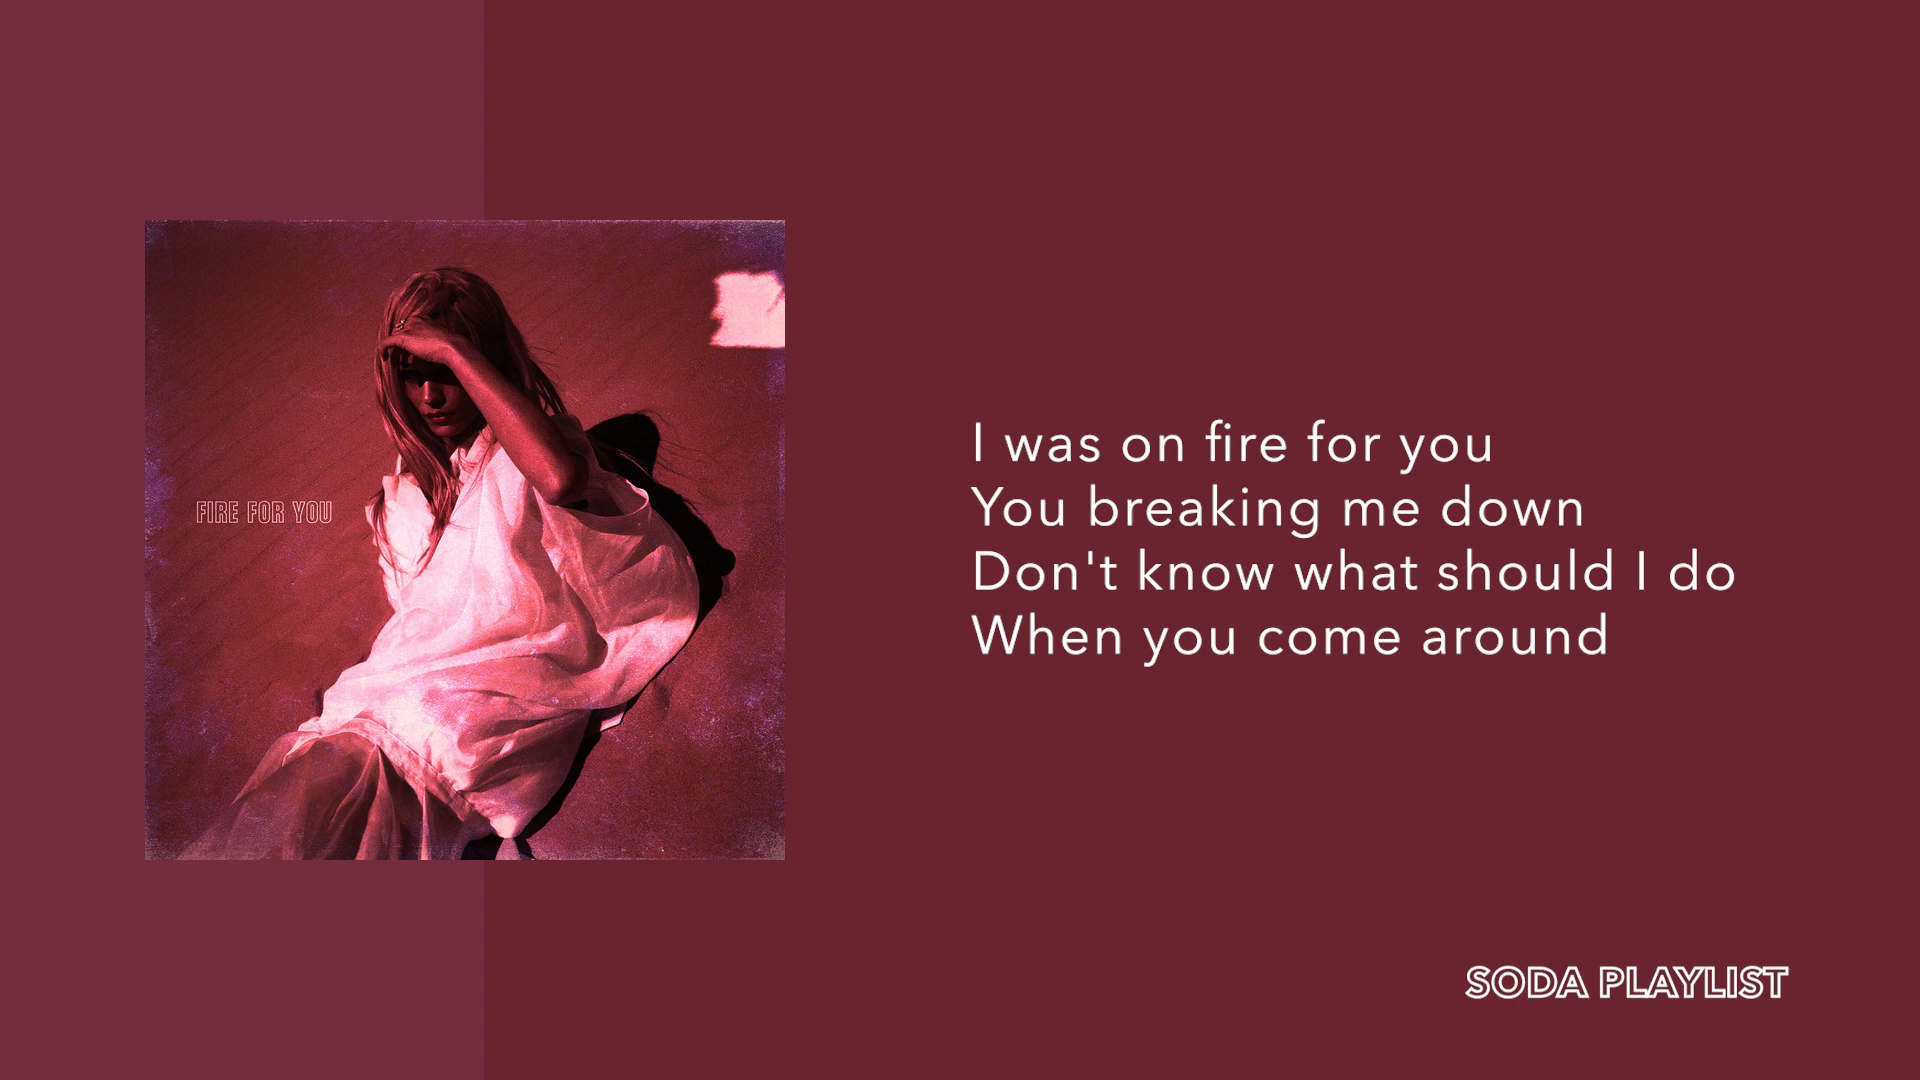 FIRE FOR YOU
I was on fire for you
You breaking me down
Don't know what should I do
When you come around
SODA PLAYLIST